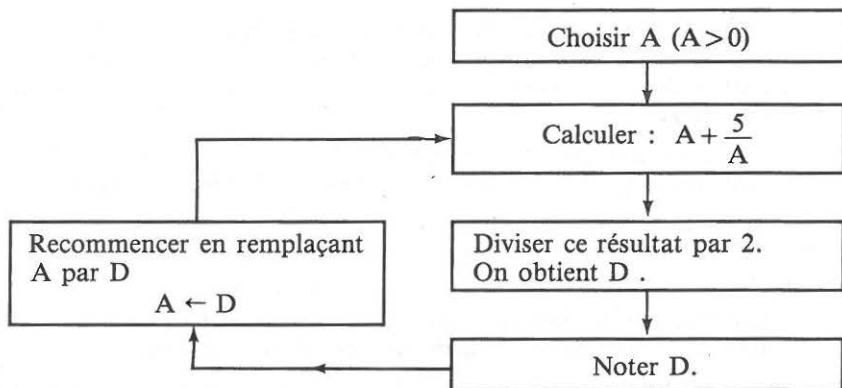 Choisir A (A > 0)
Calculer : A + 5/A
Diviser ce résultat par 2.
On obtient D .
Noter D.
Recommencer en remplaçant
A par D
A ← D